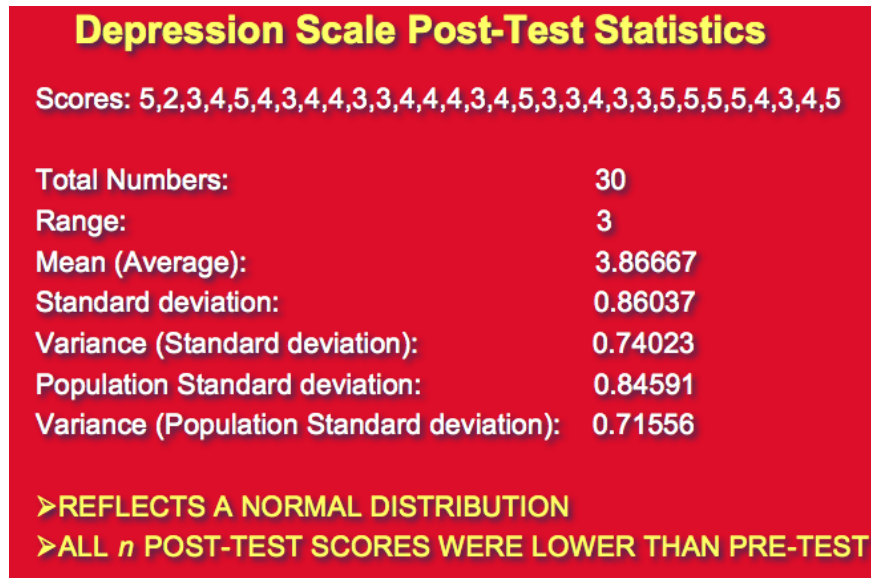 Depression Scale Post-Test Statistics
Scores: 5,2,3,4,5,4,3,4,4,3,3,4,4,4,3,4,5,3,3,4,3,3,5,5,5,5,4,3,4,5
Total Numbers: 30
Range: 3
Mean (Average): 3.86667
Standard deviation: 0.86037
Variance (Standard deviation): 0.74023
Population Standard deviation: 0.84591
Variance (Population Standard deviation): 0.71556
➢REFLECTS A NORMAL DISTRIBUTION
➢ALL n POST-TEST SCORES WERE LOWER THAN PRE-TEST